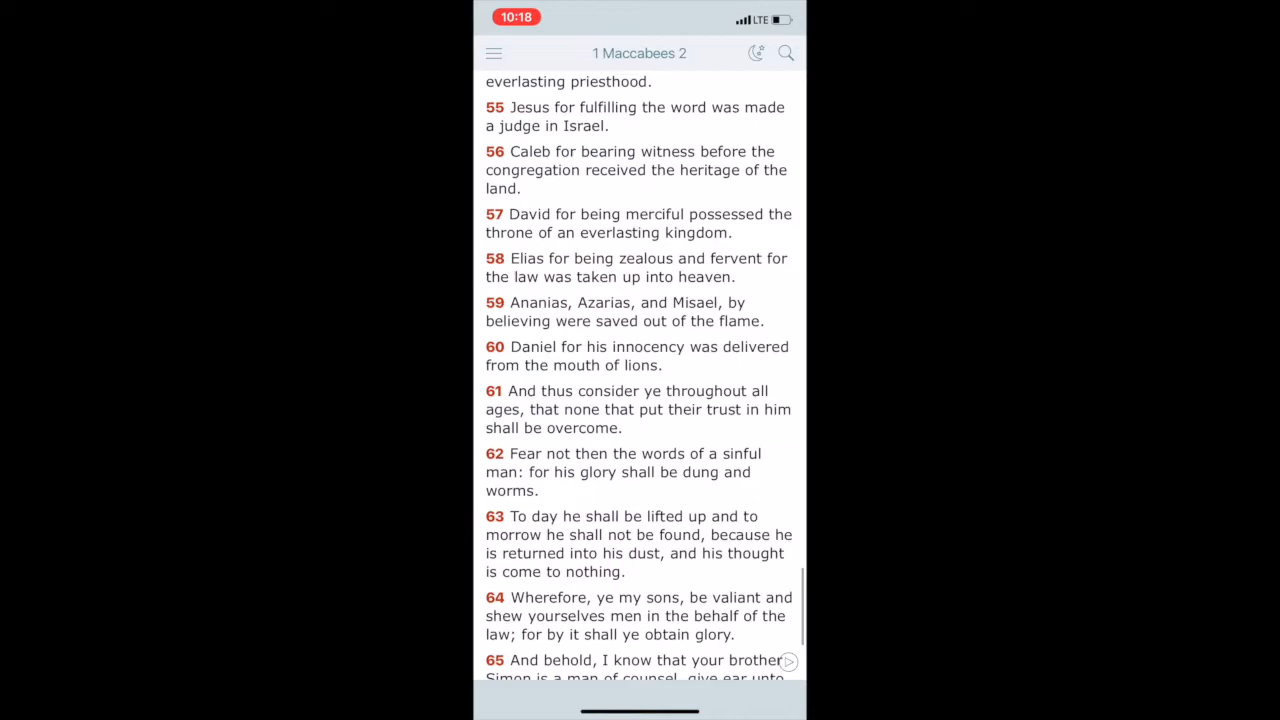 10:18
LTE
1 Maccabees 2
everlasting priesthood.
55 Jesus for fulfilling the word was made
a judge in Israel.
56 Caleb for bearing witness before the
congregation received the heritage of the
land.
57 David for being merciful possessed the
throne of an everlasting kingdom.
58 Elias for being zealous and fervent for
the law was taken up into heaven.
59 Ananias, Azarias, and Misael, by
believing were saved out of the flame.
60 Daniel for his innocency was delivered
from the mouth of lions.
61 And thus consider ye throughout all
ages, that none that put their trust in him
shall be overcome.
62 Fear not then the words of a sinful
man: for his glory shall be dung and
worms.
63 To day he shall be lifted up and to
morrow he shall not be found, because he
is returned into his dust, and his thought
is come to nothing.
64 Wherefore, ye my sons, be valiant and
shew yourselves men in the behalf of the
law; for by it shall ye obtain glory.
65 And behold, I know that your brother
Simon is a man of counsel, give ear unto